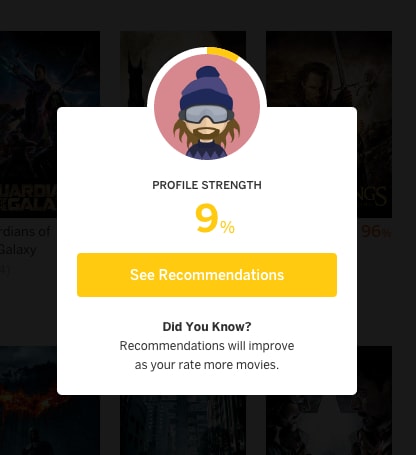 PROFILE STRENGTH
9%
See Recommendations
Did You Know?
Recommendations will improve
as your rate more movies.
GUARDIA
GALAX
NGS
rdians of
Galaxy
96%